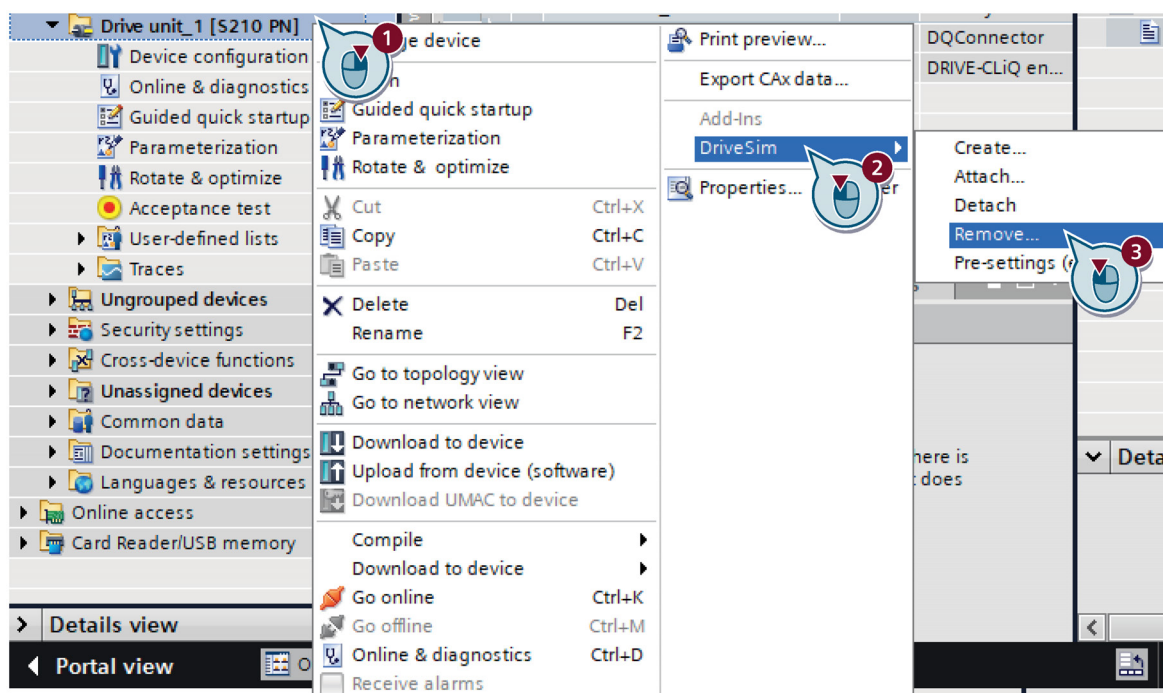 Drive unit_1 [S210 PN]
Device configuration
Online & diagnostics
Guided quick startup
Parameterization
Rotate & optimize
Acceptance test
User-defined lists
Traces
Ungrouped devices
Security settings
Cross-device functions
Unassigned devices
Common data
Documentation settings
Languages & resources
Online access
Card Reader/USB memory
Details view
Portal view
1
device
Guided quick startup
Parameterization
Rotate & optimize
Cut Ctrl+X
Copy Ctrl+C
Paste Ctrl+V
Delete Del
Rename F2
Go to topology view
Go to network view
Download to device
Upload from device (software)
Download UMAC to device
Compile
Download to device
Go online Ctrl+K
Go offline Ctrl+M
Online & diagnostics Ctrl+D
Receive alarms
Print preview...
Export CAx data...
Add-Ins
DriveSim
2
Properties...
Create...
Attach...
Detach
Remove...
3
Pre-settings
DQConnector
DRIVE-CLiQ en...
here is
does
Deta